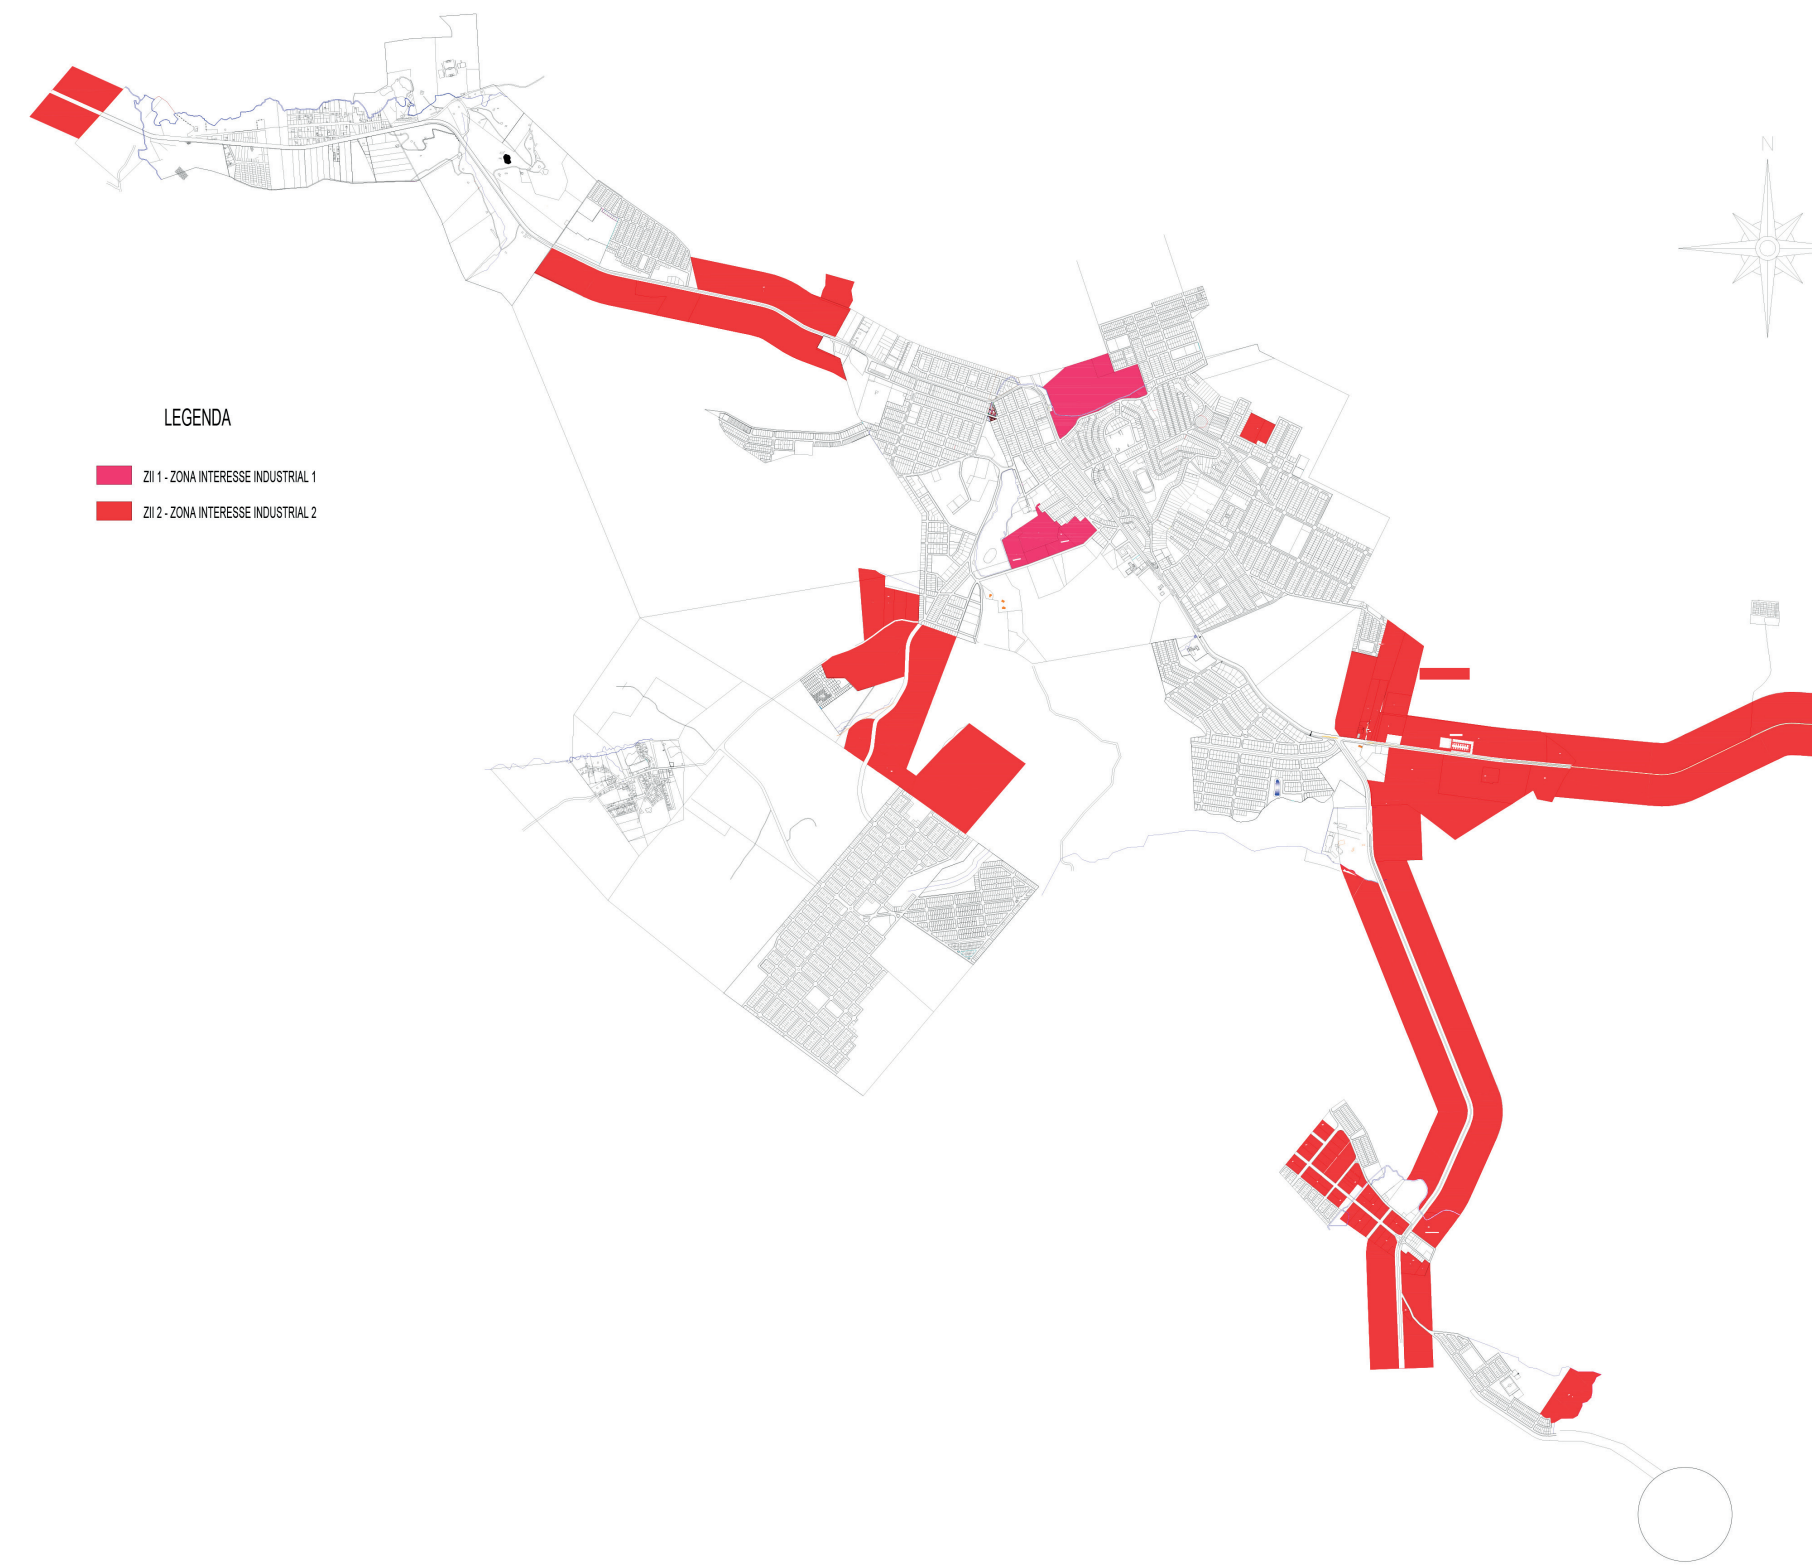 N
LEGENDA
ZII 1 - ZONA INTERESSE INDUSTRIAL 1
ZII 2 - ZONA INTERESSE INDUSTRIAL 2